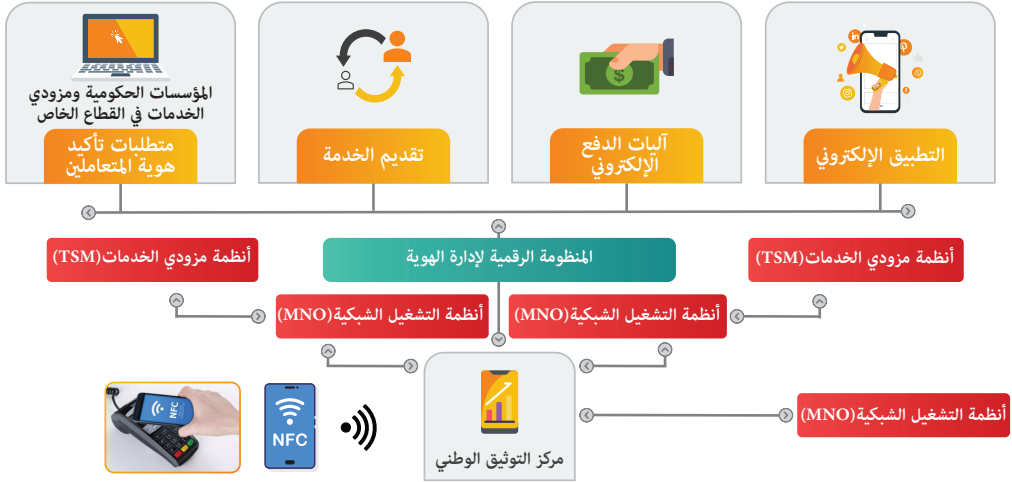 التطبيق الإلكتروني
آليات الدفع
الإلكتروني
تقديم الخدمة
المؤسسات الحكومية ومزودي
الخدمات في القطاع الخاص
متطلبات تأكيد
هوية المتعاملين
أنظمة مزودي الخدمات(TSM)
المنظومة الرقمية لإدارة الهوية
أنظمة مزودي الخدمات(TSM)
أنظمة التشغيل الشبكية(MNO)
أنظمة التشغيل الشبكية(MNO)
أنظمة التشغيل الشبكية(MNO)
مركز التوثيق الوطني
NFC
NFC